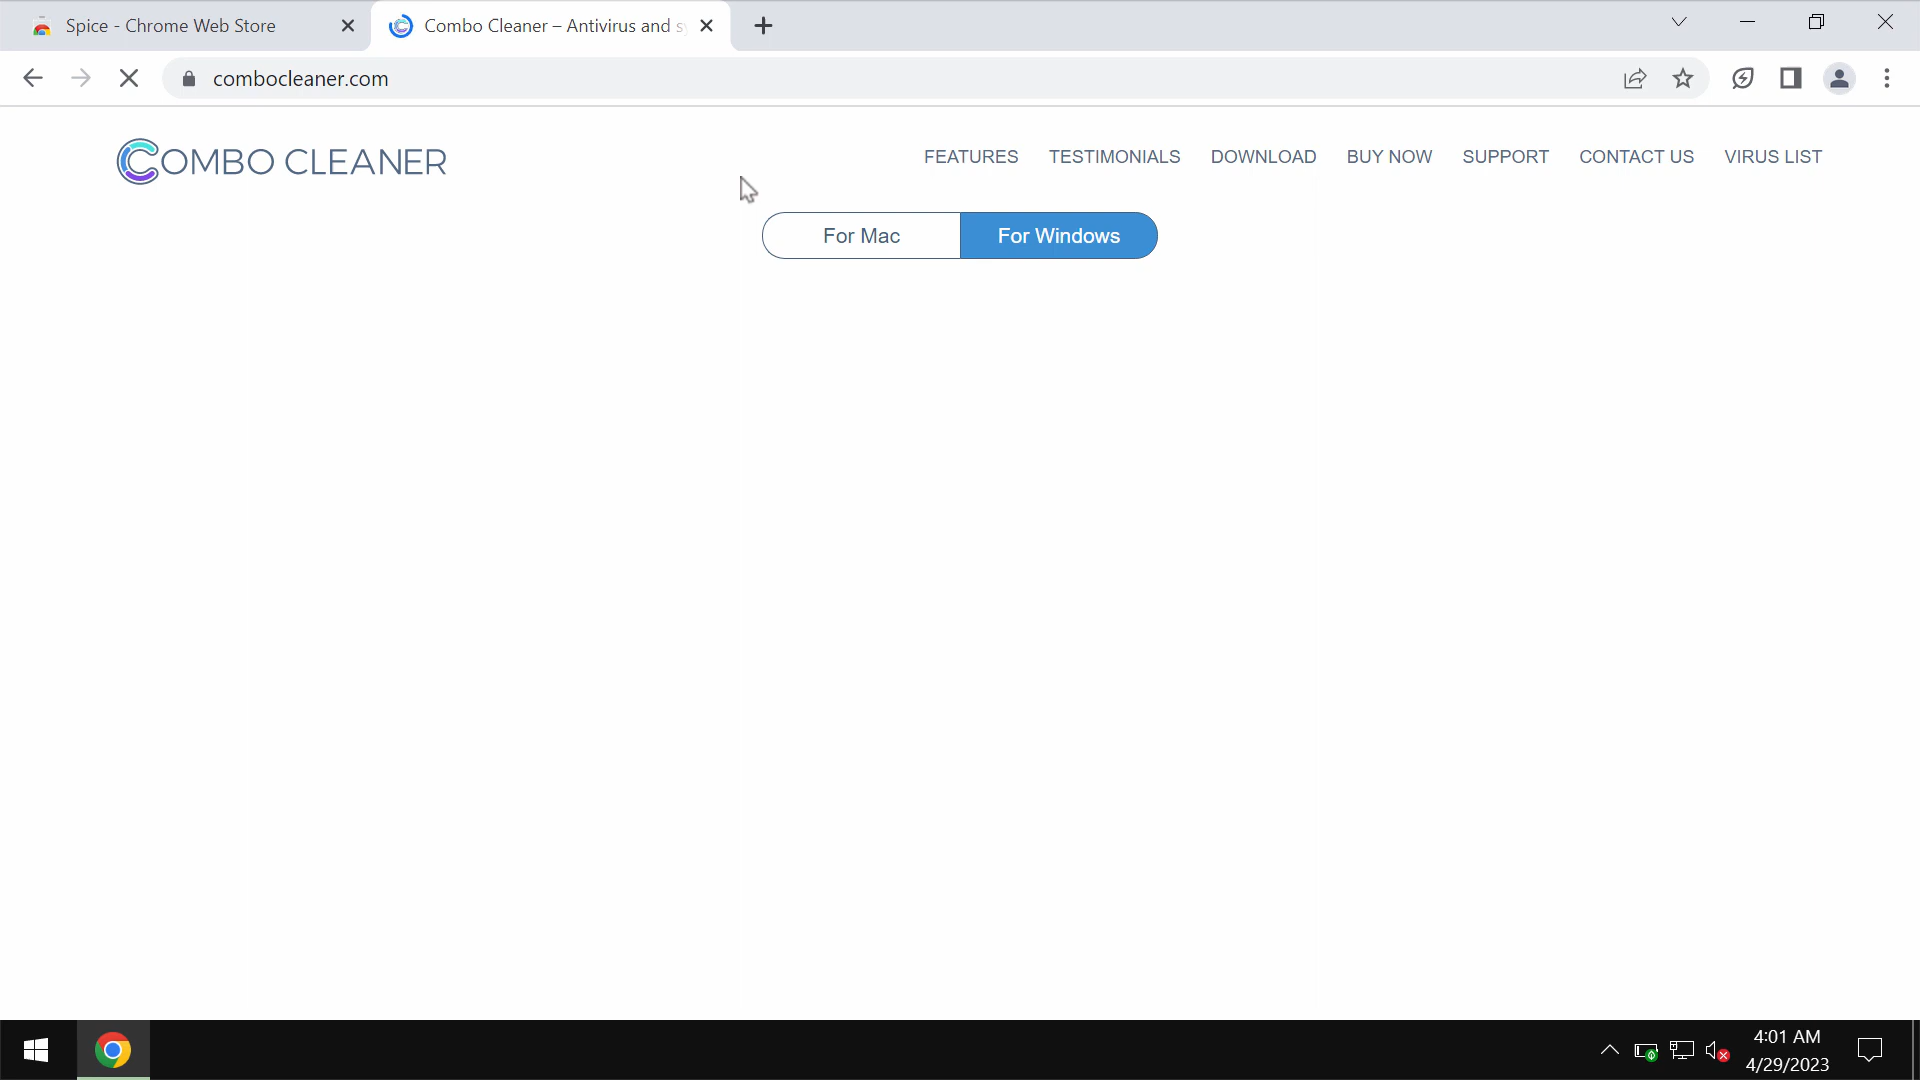 Spice - Chrome Web Store
Combo Cleaner – Antivirus and
combocleaner.com
COMBO CLEANER
FEATURES TESTIMONIALS DOWNLOAD BUY NOW SUPPORT CONTACT US VIRUS LIST
For Mac For Windows
4:01 AM
4/29/2023